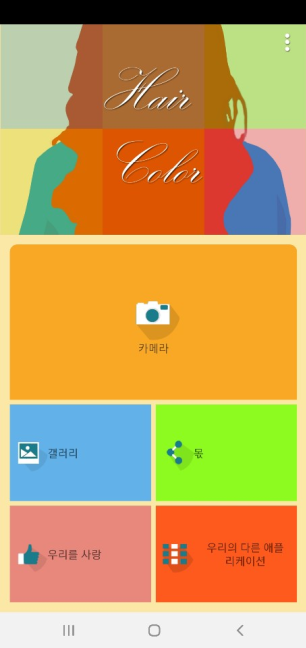 Hair
Color
카메라
갤러리
몫
우리를 사랑
우리의 다른 애플
리케이션